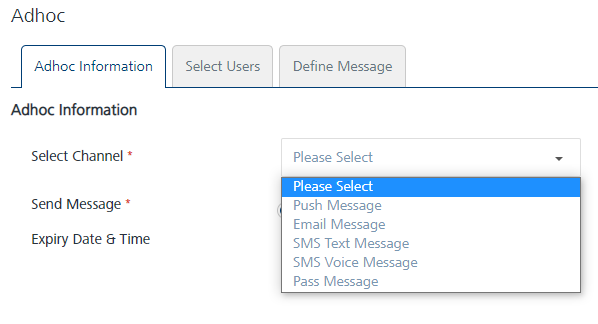 Adhoc
Adhoc Information Select Users Define Message
Adhoc Information
Select Channel * Please Select
Please Select
Send Message * Push Message
Email Message
Expiry Date & Time SMS Text Message
SMS Voice Message
Pass Message